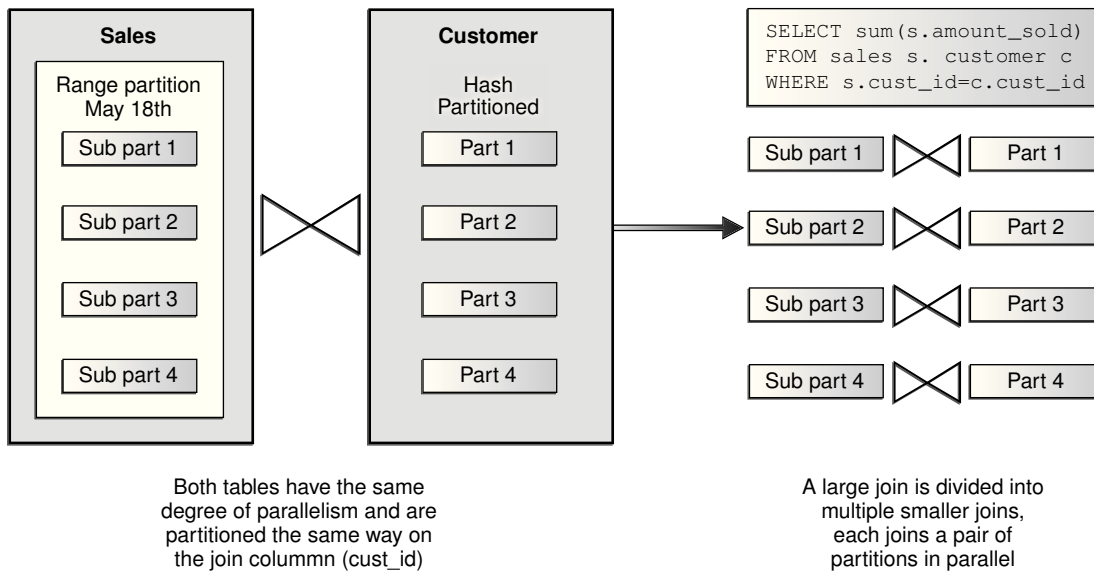 Sales
Range partition
May 18th
Sub part 1
Sub part 2
Sub part 3
Sub part 4
Customer
Hash
Partitioned
Part 1
Part 2
Part 3
Part 4
SELECT sum(s.amount_sold)
FROM sales s. customer c
WHERE s.cust_id=c.cust_id
Sub part 1
Part 1
Sub part 2
Part 2
Sub part 3
Part 3
Sub part 4
Part 4
Both tables have the same
degree of parallelism and are
partitioned the same way on
the join colummn (cust_id)
A large join is divided into
multiple smaller joins,
each joins a pair of
partitions in parallel